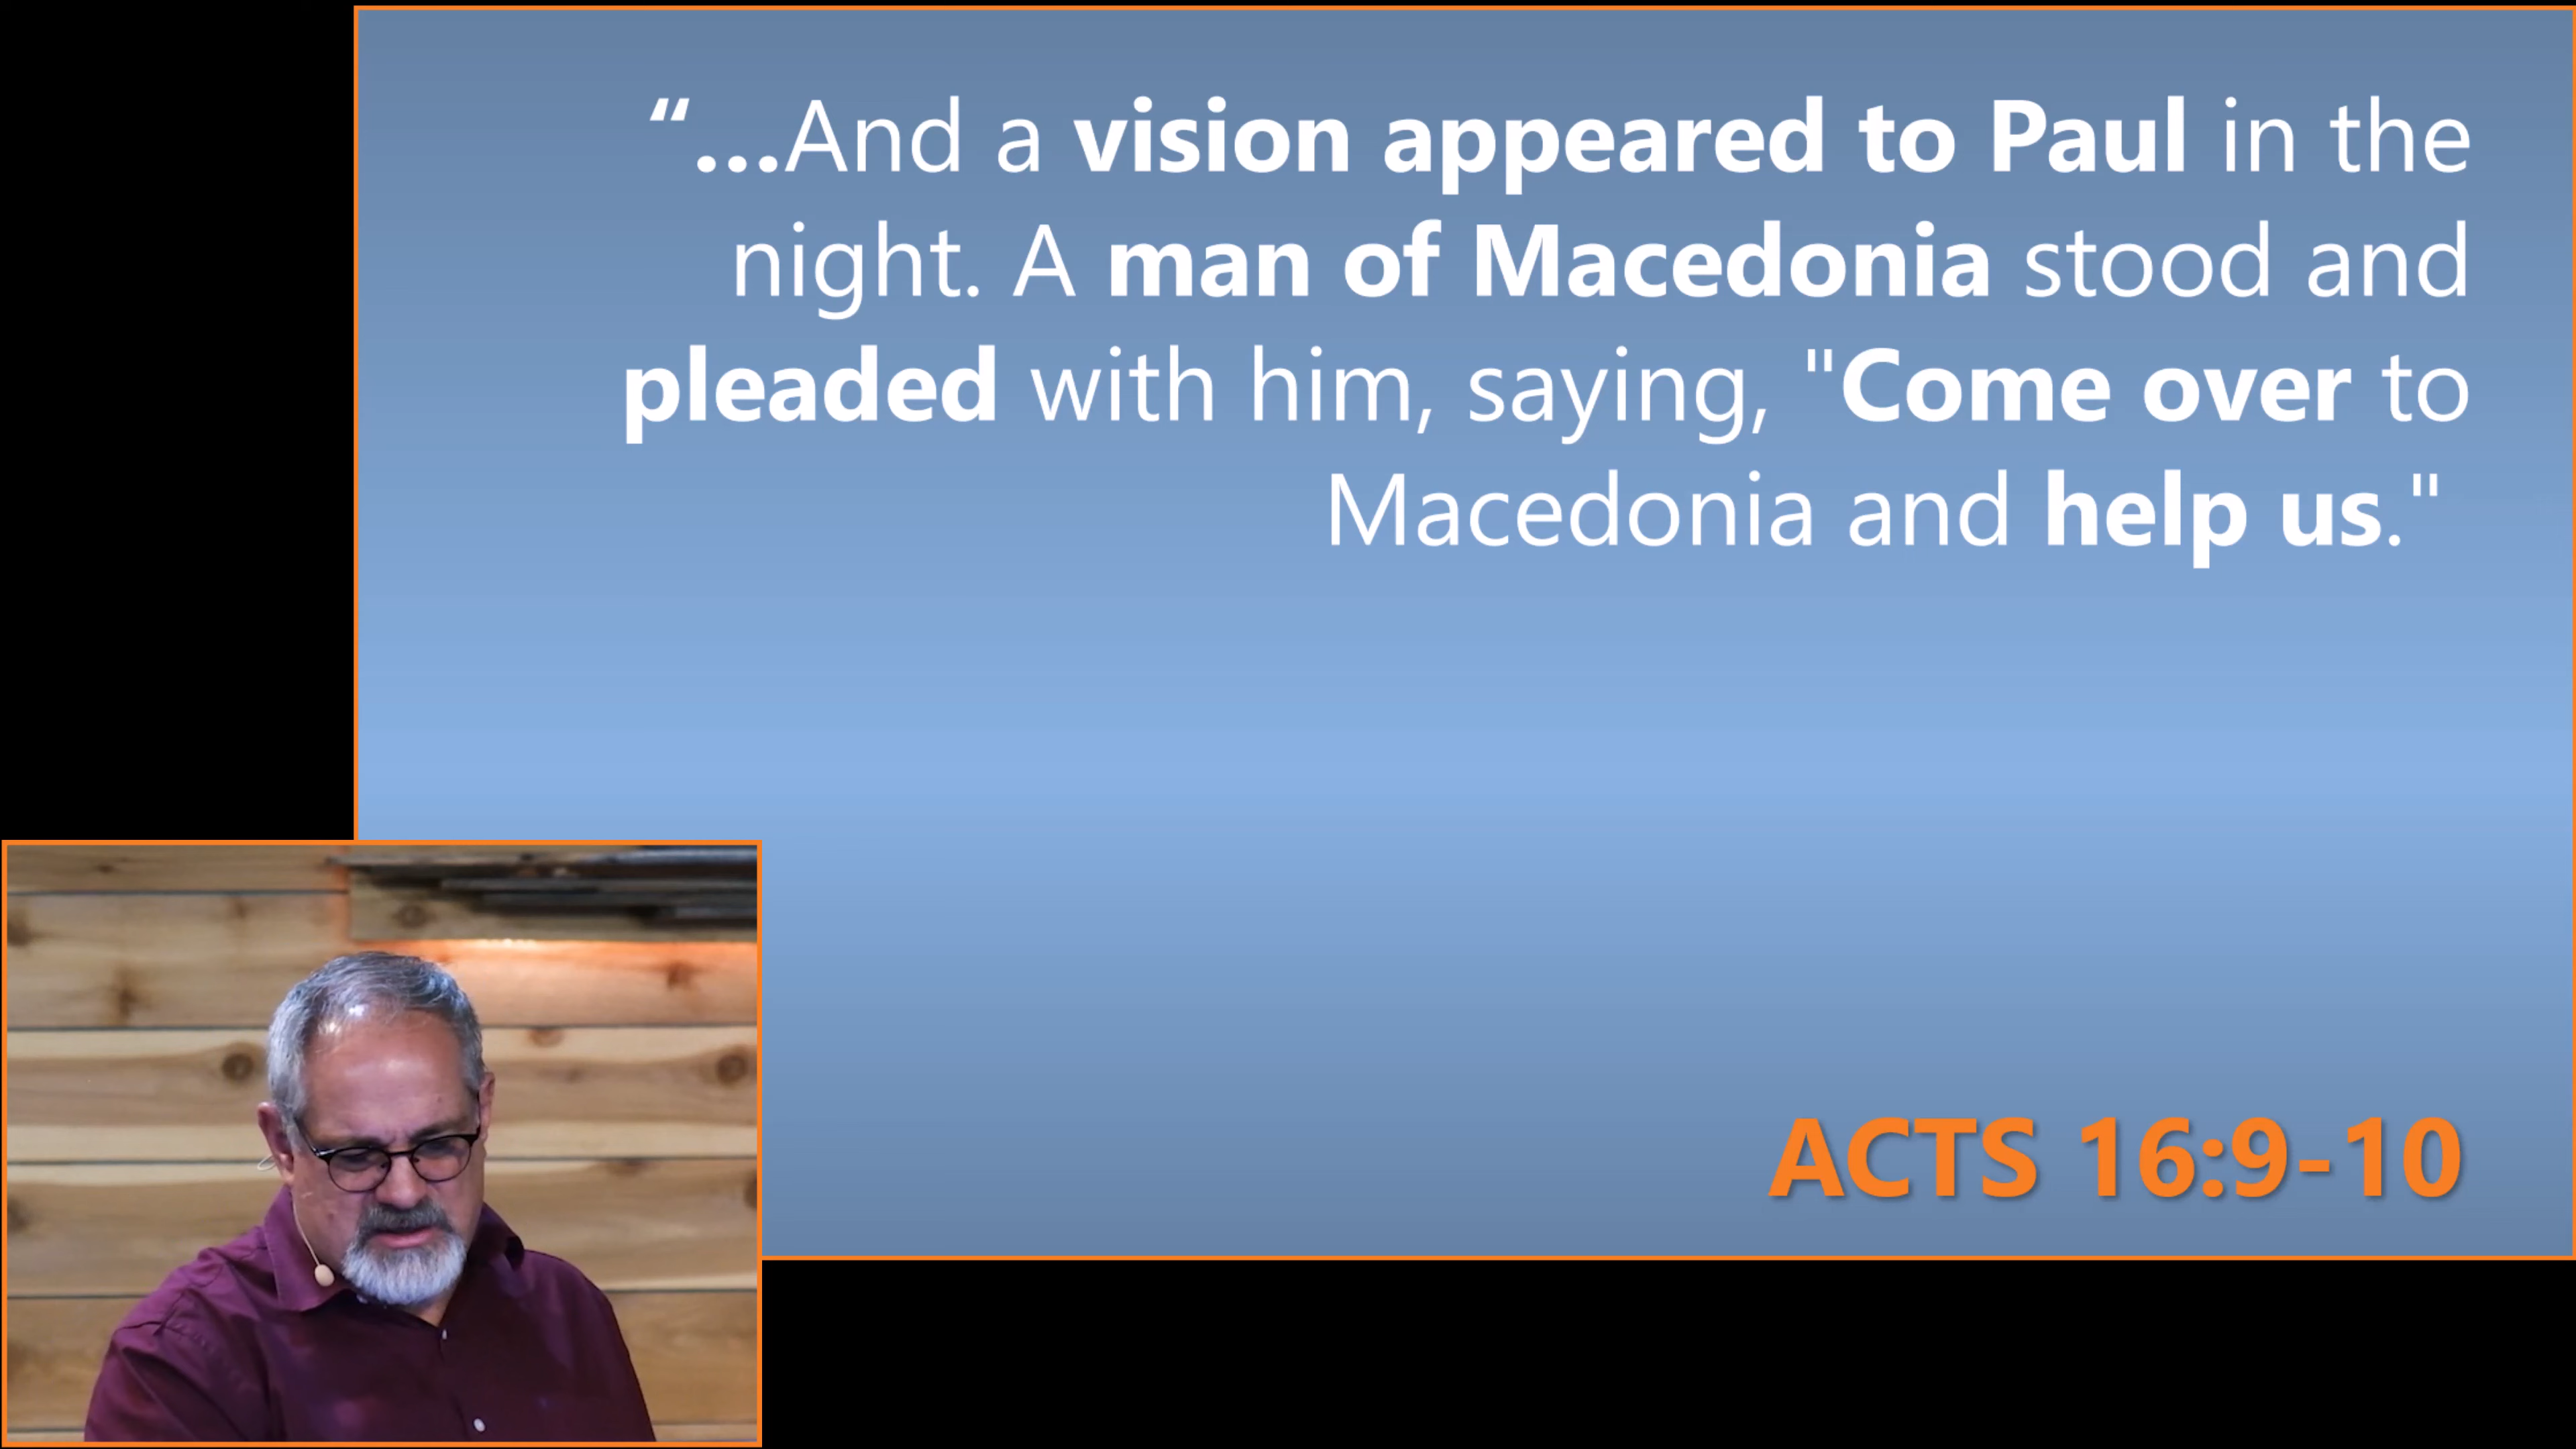 “...And a vision appeared to Paul in the
night. A man of Macedonia stood and
pleaded with him, saying, "Come over to
Macedonia and help us."
ACTS 16:9-10